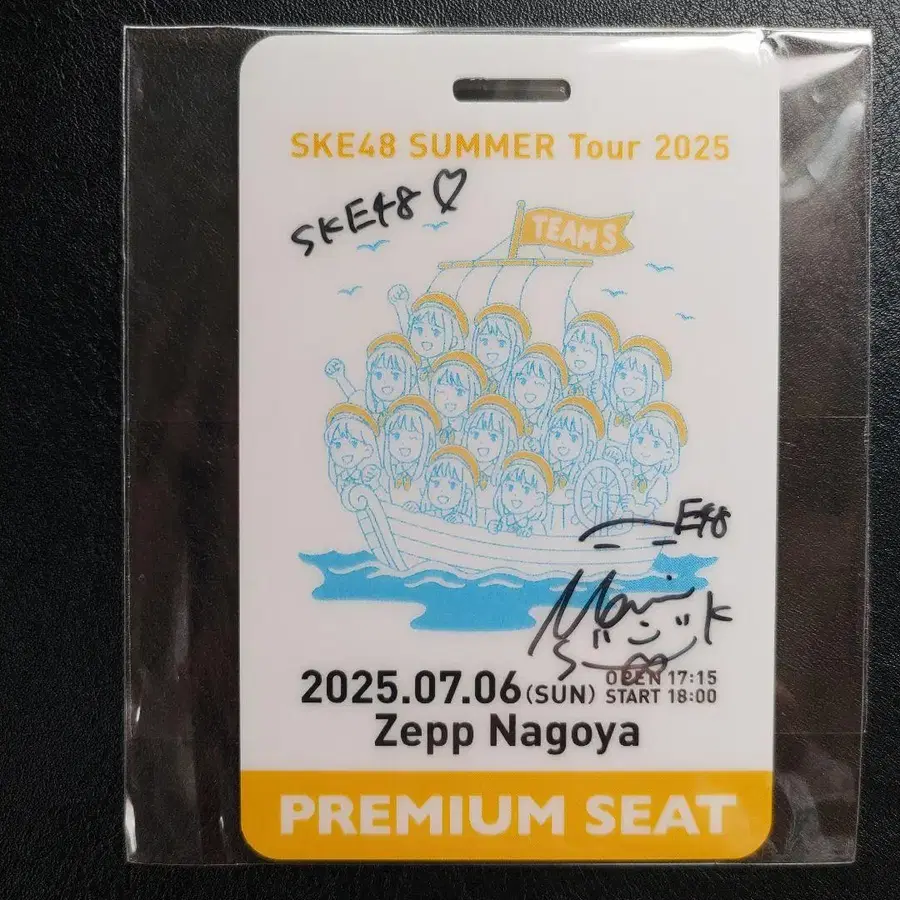 SKE48 SUMMER Tour 2025
SKE48♡
TEAM S
E48
2025.07.06(SUN) OPEN 17:15
START 18:00
Zepp Nagoya
PREMIUM SEAT